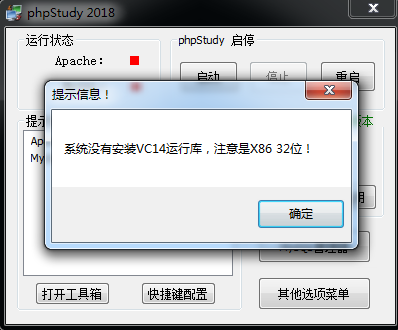 phpStudy 2018
运行状态
phpStudy 启停
Apache:
启动
停止
重启
提示信息！
提示
版本
Ap
My
系统没有安装VC14运行库，注意是X86 32位！
确定
打开工具箱
快捷键配置
其他选项菜单